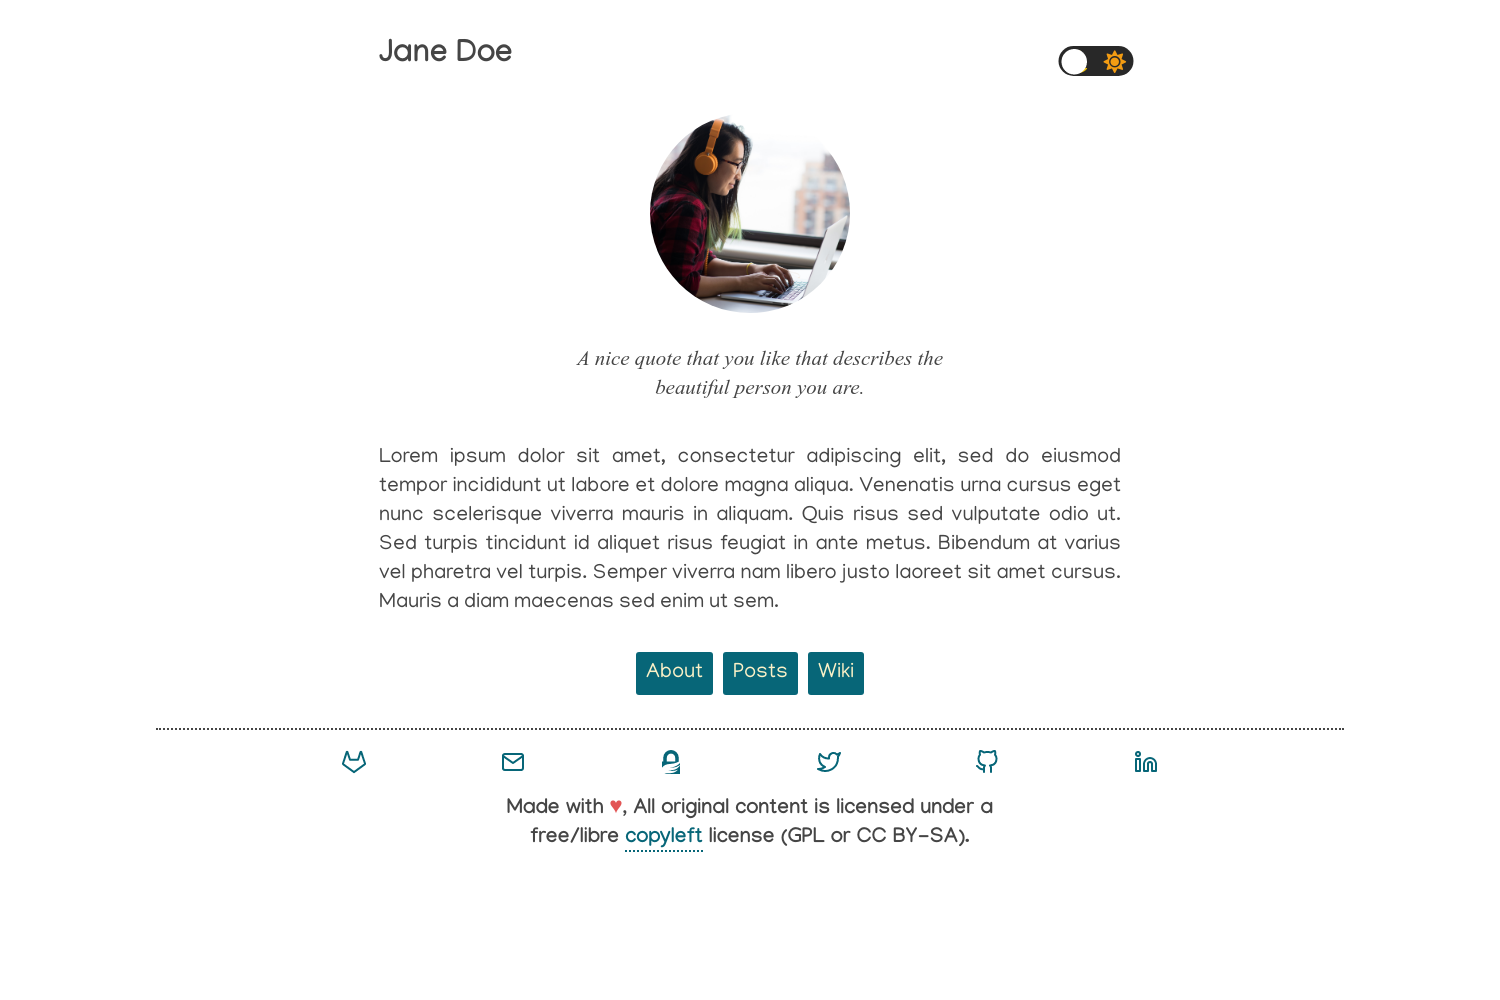 Jane Doe
A nice quote that you like that describes the
beautiful person you are.
Lorem ipsum dolor sit amet, consectetur adipiscing elit, sed do eiusmod
tempor incididunt ut labore et dolore magna aliqua. Venenatis urna cursus eget
nunc scelerisque viverra mauris in aliquam. Quis risus sed vulputate odio ut.
Sed turpis tincidunt id aliquet risus feugiat in ante metus. Bibendum at varius
vel pharetra vel turpis. Semper viverra nam libero justo laoreet sit amet cursus.
Mauris a diam maecenas sed enim ut sem.
About Posts Wiki
Made with ♥, All original content is licensed under a
free/libre copyleft license (GPL or CC BY-SA).